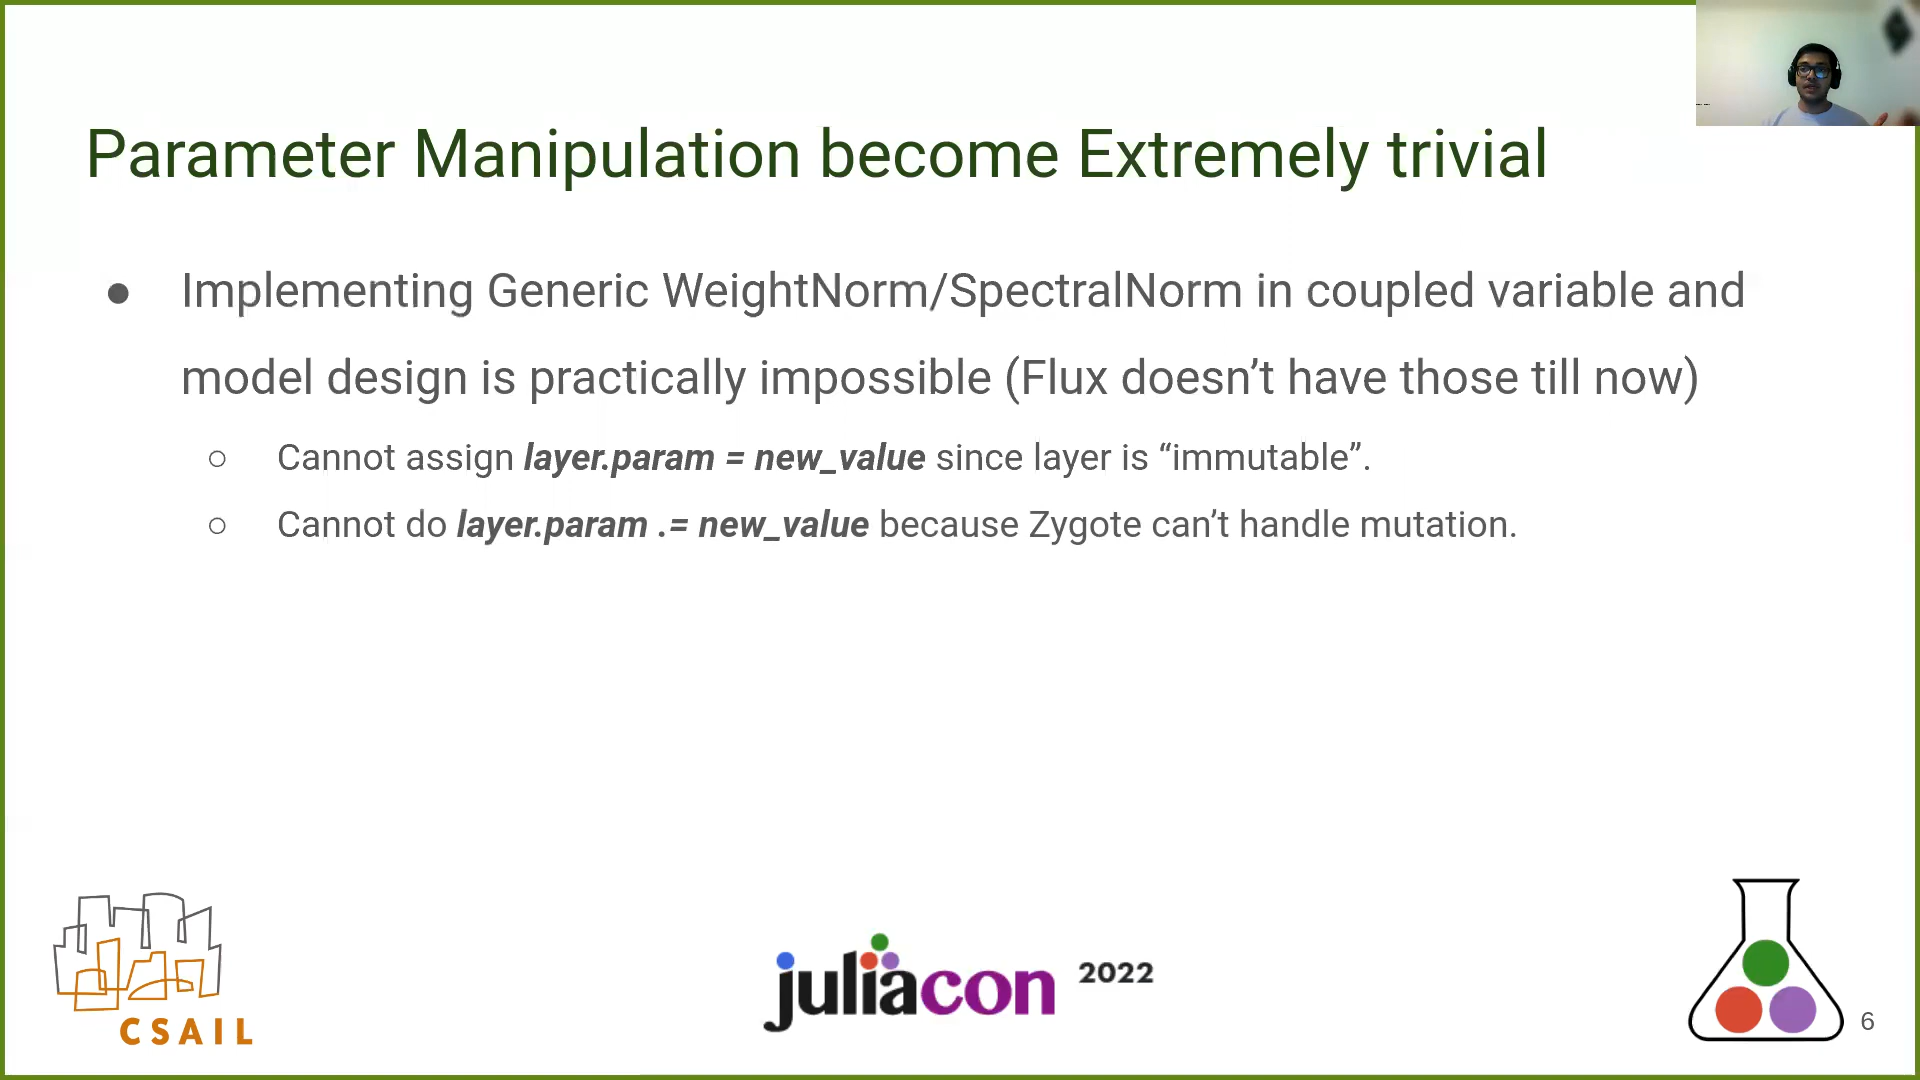 Parameter Manipulation become Extremely trivial
● Implementing Generic WeightNorm/SpectralNorm in coupled variable and
model design is practically impossible (Flux doesn’t have those till now)
○ Cannot assign layer.param = new_value since layer is “immutable”.
○ Cannot do layer.param .= new_value because Zygote can’t handle mutation.
CSAIL
juliacon 2022
6